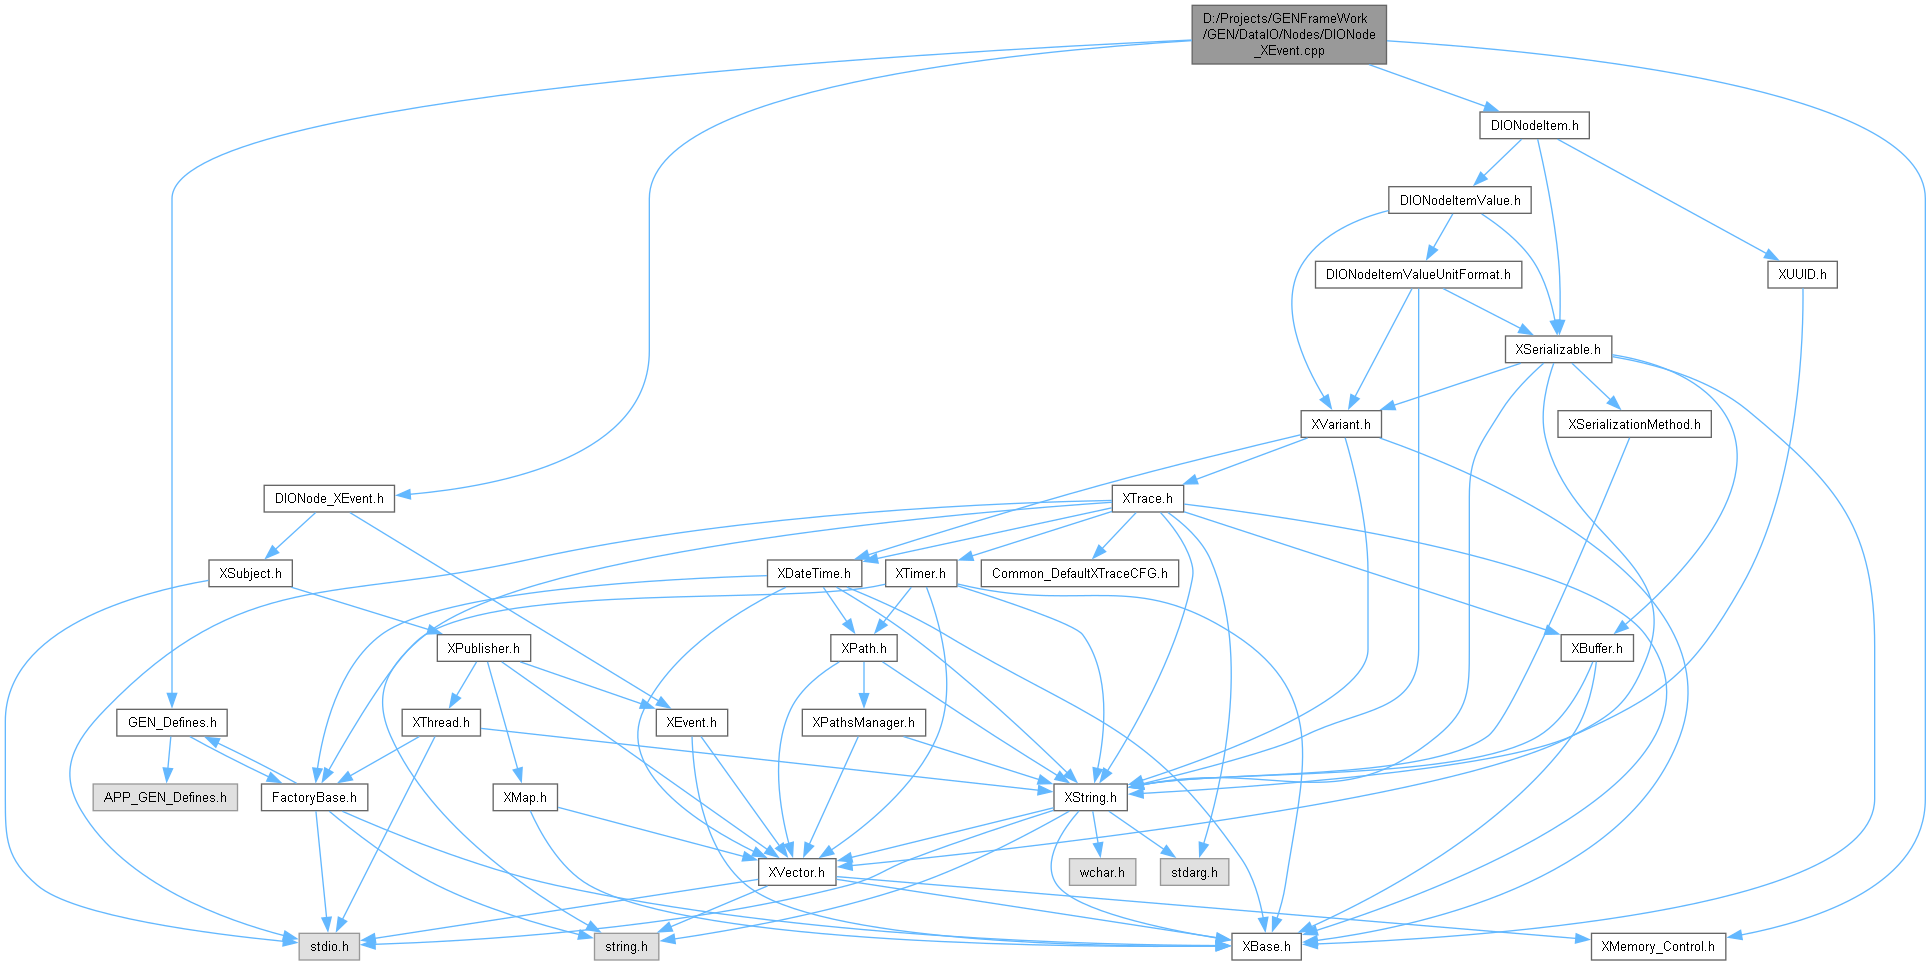 D:/Projects/GENFrameWork
/GEN/DataIO/Nodes/DIONode
_XEvent.cpp
DIONodeItem.h
DIONodeItemValue.h
DIONodeItemValueUnitFormat.h
XUUID.h
XSerializable.h
XVariant.h
XSerializationMethod.h
DIONode_XEvent.h
XTrace.h
XSubject.h
XDateTime.h
XTimer.h
Common_DefaultXTraceCFG.h
XPublisher.h
XPath.h
XBuffer.h
GEN_Defines.h
XThread.h
XEvent.h
XPathsManager.h
APP_GEN_Defines.h
FactoryBase.h
XMap.h
XString.h
XVector.h
wchar.h
stdarg.h
stdio.h
string.h
XBase.h
XMemory_Control.h